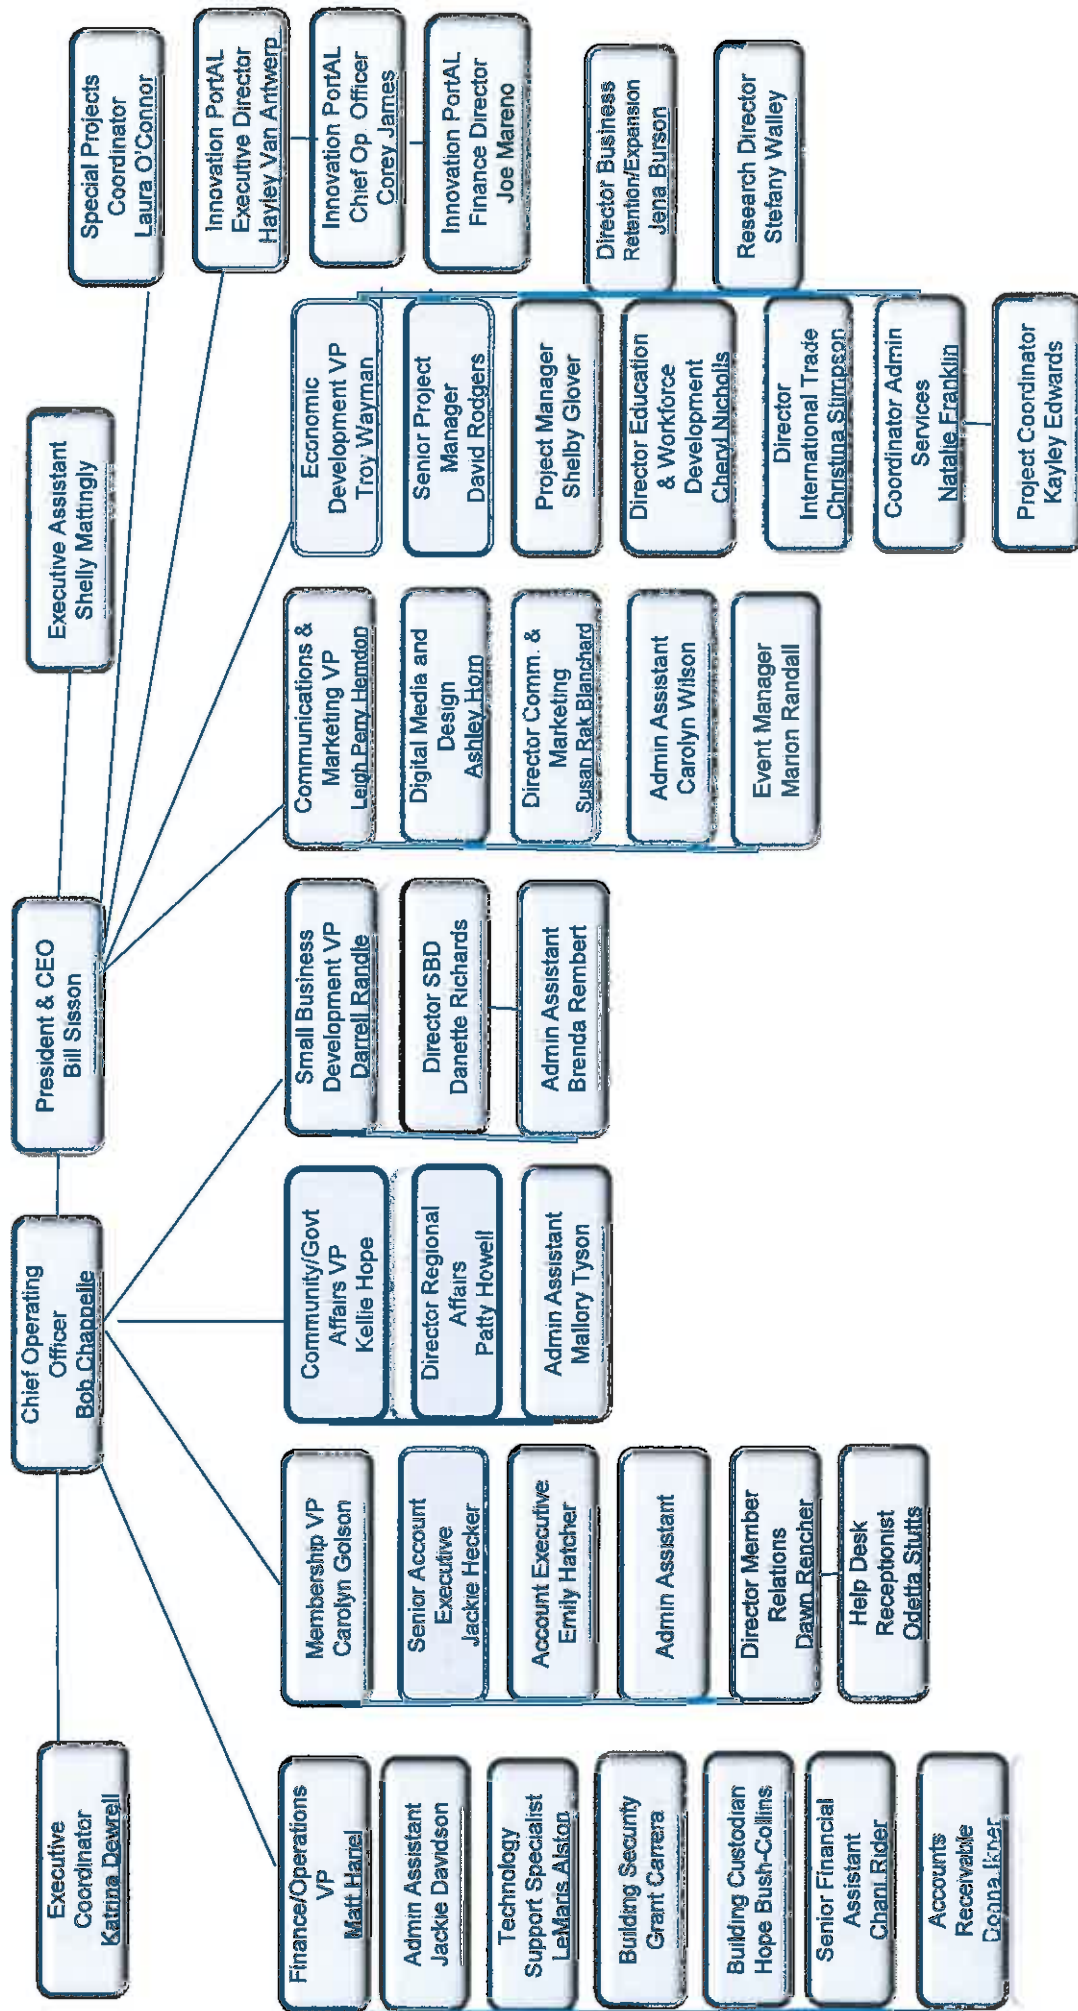 Executive
Coordinator
Katrina Dewrell
Chief Operating
Officer
Bob Chappelle
President & CEO
Bill Sisson
Executive Assistant
Shelly Mattingly
Special Projects
Coordinator
Laura O'Connor
Innovation PortAL
Executive Director
Hayley Van Antwerp
Innovation PortAL
Chief Op. Officer
Corey James
Innovation PortAL
Finance Director
Joe Mareno
Finance/Operations
VP
Matt
Admin Assistant
Jackie Davidson
Technology
Support Specialist
LeMaris Alston
Building Security
Grant Carrera
Building Custodian
Hope Bush-Collins
Senior Financial
Assistant
Chani Rider
Accounts
Receivable
Donna Ikner
Membership VP
Carolyn Golson
Senior Account
Executive
Jackie Hecker
Account Executive
Emily Hatcher
Admin Assistant
Director Member
Relations
Dawn Rencher
Help Desk
Receptionist
Odetta Stutts
Community/Govt
Affairs VP
Kellie Hope
Director Regional
Affairs
Patty Howell
Admin Assistant
Mallory Tyson
Small Business
Development VP
Darrell Randle
Director SBD
Danette Richards
Admin Assistant
Brenda Rembert
Communications &
Marketing VP
Leigh Perry Herndon
Digital Media and
Design
Ashley Horn
Director Comm. &
Marketing
Susan Rak Blanchard
Admin Assistant
Carolyn Wilson
Event Manager
Marion Randall
Economic
Development VP
Troy Wayman
Senior Project
Manager
David Rodgers
Project Manager
Shelby Glover
Director Education
& Workforce
Development
Cheryl Nicholls
Director
International Trade
Christina Stimpson
Coordinator Admin
Services
Natalie Franklin
Project Coordinator
Kayley Edwards
Director Business
Retention/Expansion
Jena Burson
Research Director
Stefany Walley